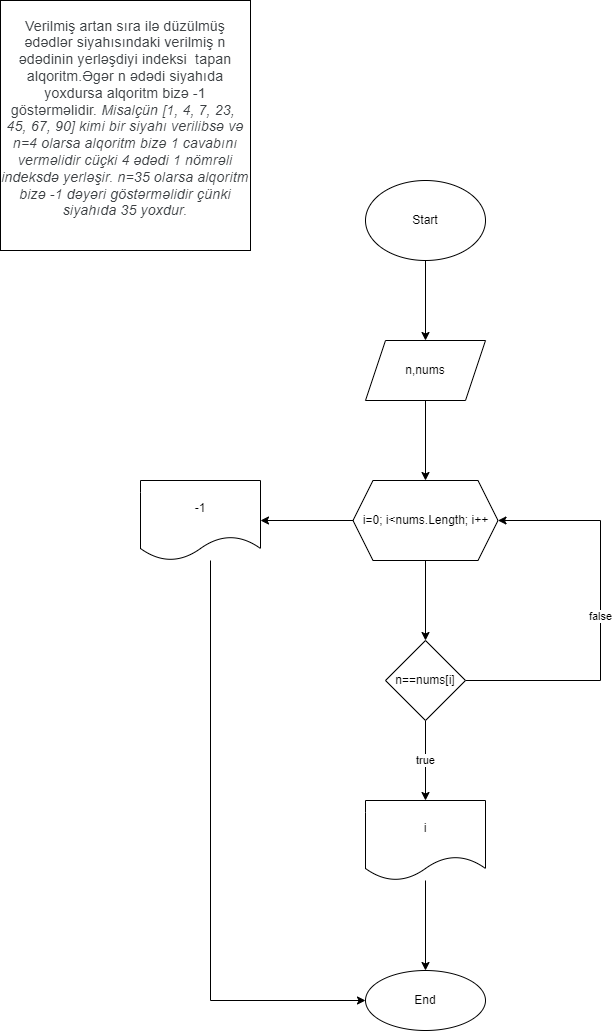 Verilmiş artan sıra ilə düzülmüş
ədədlər siyahısındaki verilmiş n
ədədinin yerləşdiyi indeksi  tapan
alqoritm.Əgər n ədədi siyahıda
yoxdursa alqoritm bizə -1
göstərməlidir. Misalçün [1, 4, 7, 23,
45, 67, 90] kimi bir siyahı verilibsə və
n=4 olarsa alqoritm bizə 1 cavabını
verməlidir cüçki 4 ədədi 1 nömrəli
indeksdə yerləşir. n=35 olarsa alqoritm
bizə -1 dəyəri göstərməlidir çünki
siyahıda 35 yoxdur.
Start
n,nums
-1
i=0; i<nums.Length; i++
false
n==nums[i]
true
i
End